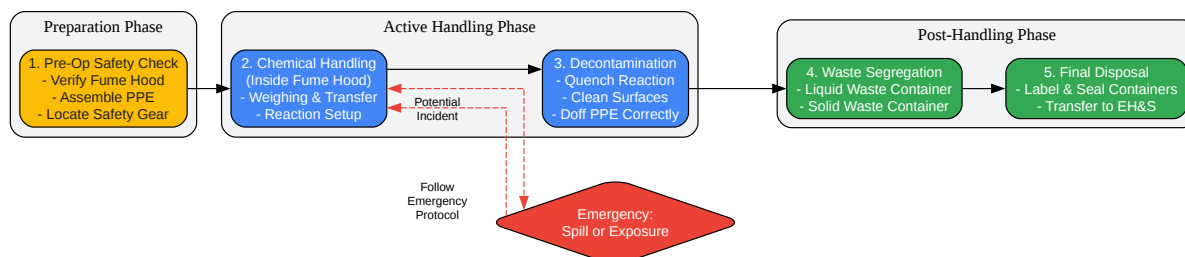 Preparation Phase
1. Pre-Op Safety Check
- Verify Fume Hood
- Assemble PPE
- Locate Safety Gear
Active Handling Phase
2. Chemical Handling
(Inside Fume Hood)
- Weighing & Transfer
- Reaction Setup
3. Decontamination
- Quench Reaction
- Clean Surfaces
- Doff PPE Correctly
Potential
Incident
Follow
Emergency
Protocol
Emergency:
Spill or Exposure
Post-Handling Phase
4. Waste Segregation
- Liquid Waste Container
- Solid Waste Container
5. Final Disposal
- Label & Seal Containers
- Transfer to EH&S